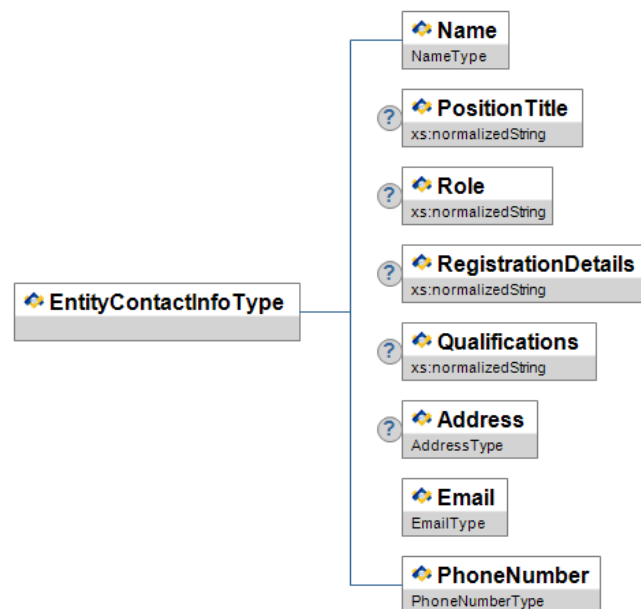 Name
NameType
?
PositionTitle
xs:normalizedString
?
Role
xs:normalizedString
?
RegistrationDetails
xs:normalizedString
EntityContactInfoType
?
Qualifications
xs:normalizedString
?
Address
AddressType
Email
EmailType
PhoneNumber
PhoneNumberType